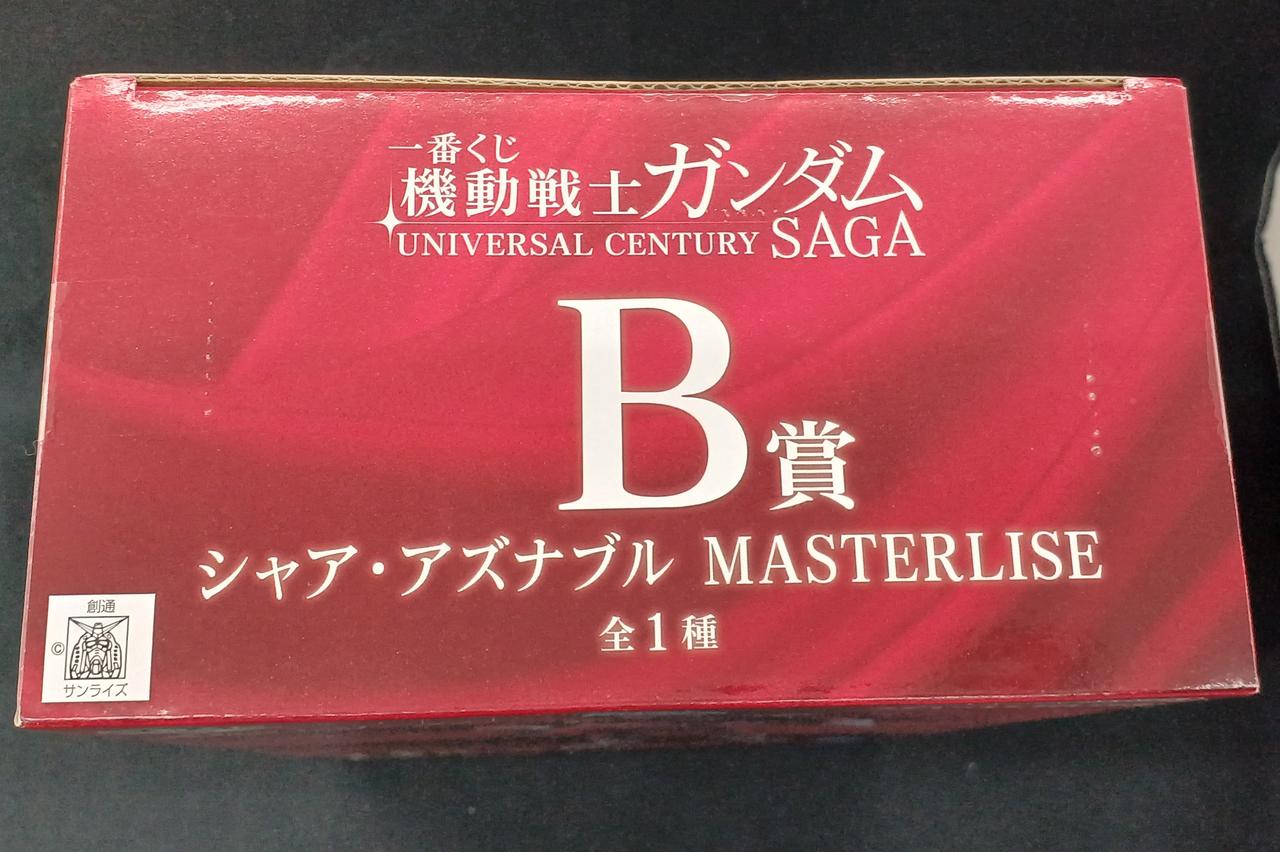 一番くじ
機動戦士ガンダム
UNIVERSAL CENTURY SAGA
B賞
シャア・アズナブル MASTERLISE
全1種
創通
©
サンライズ